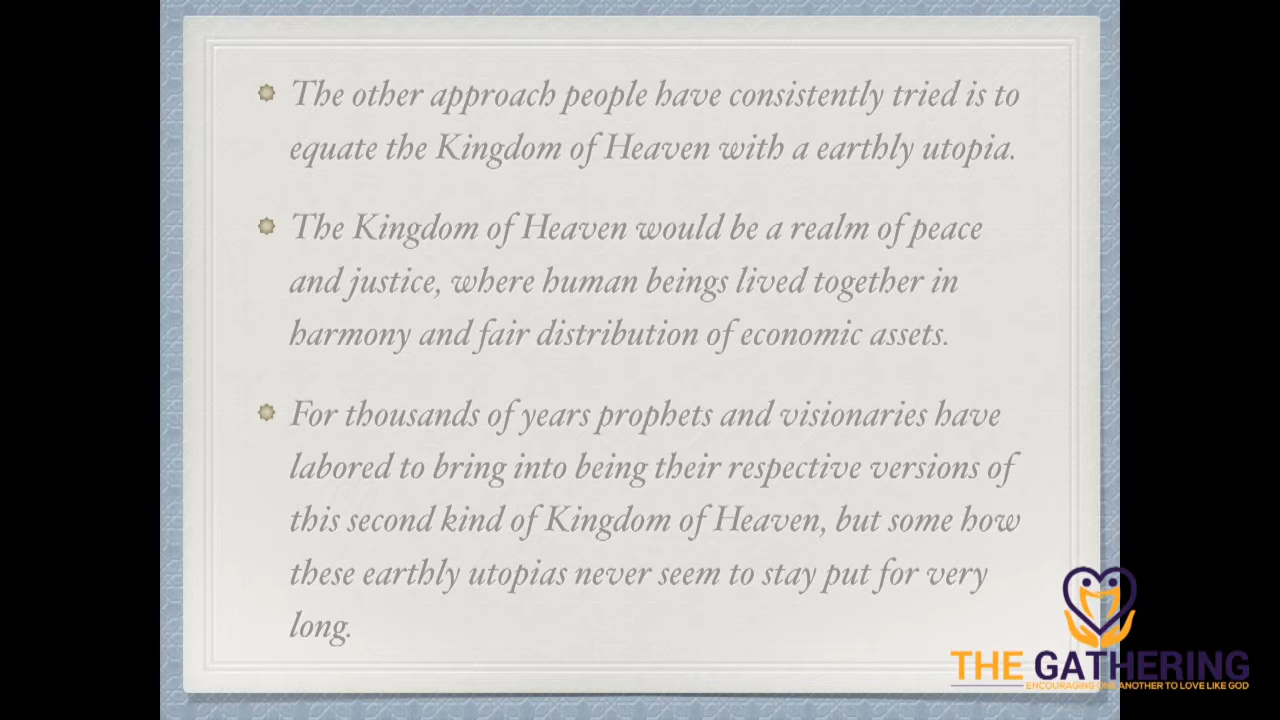 The other approach people have consistently tried is to
equate the Kingdom of Heaven with a earthly utopia.
The Kingdom of Heaven would be a realm of peace
and justice, where human beings lived together in
harmony and fair distribution of economic assets.
For thousands of years prophets and visionaries have
labored to bring into being their respective versions of
this second kind of Kingdom of Heaven, but some how
these earthly utopias never seem to stay put for very
long.
THE GATHERING
ENCOURAGING ONE ANOTHER TO LOVE LIKE GOD